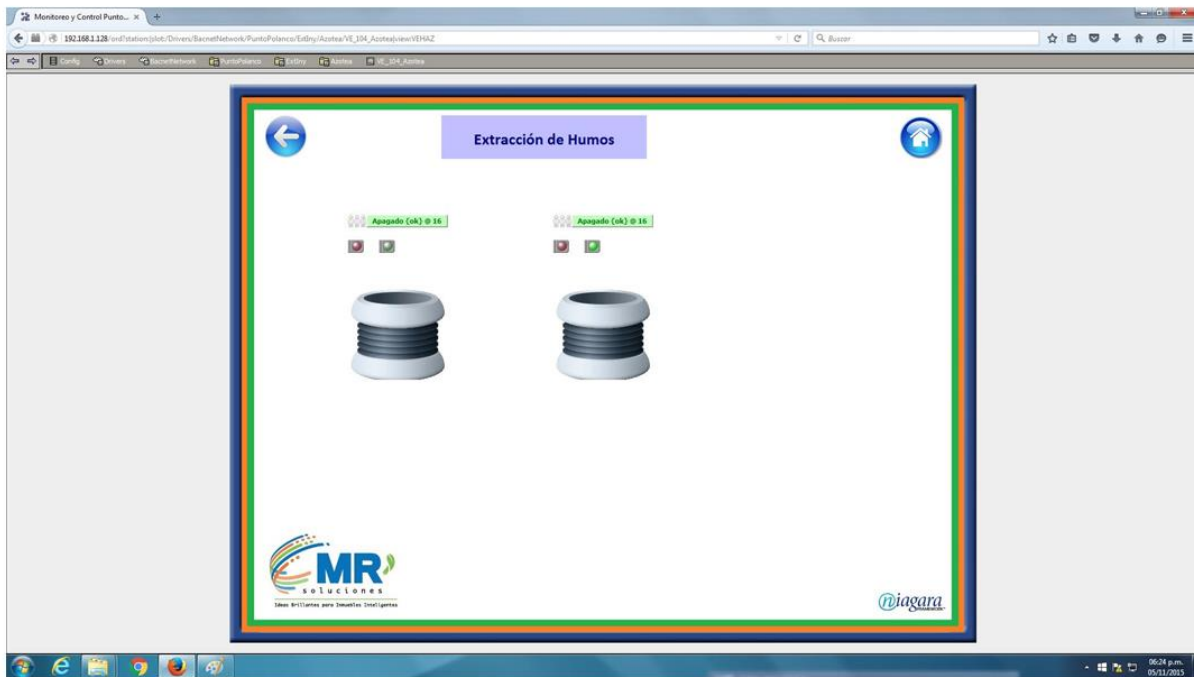 Monitoreo y Control Punto...
192.168.1.128/ord?station:|slot:/Drivers/BacnetNetwork/PuntoPolanco/ExtIny/Azotea/VE_104_Azotea|view:VEHAZ
Buscar
Config Drivers BacnetNetwork PuntoPolanco ExtIny Azotea VE_104_Azotea
Extracción de Humos
Apagado (ok) @ 16 Apagado (ok) @ 16
MR
soluciones
Ideas Brillantes para Inmuebles Inteligentes
niagara
06:24 p.m.
05/11/2015